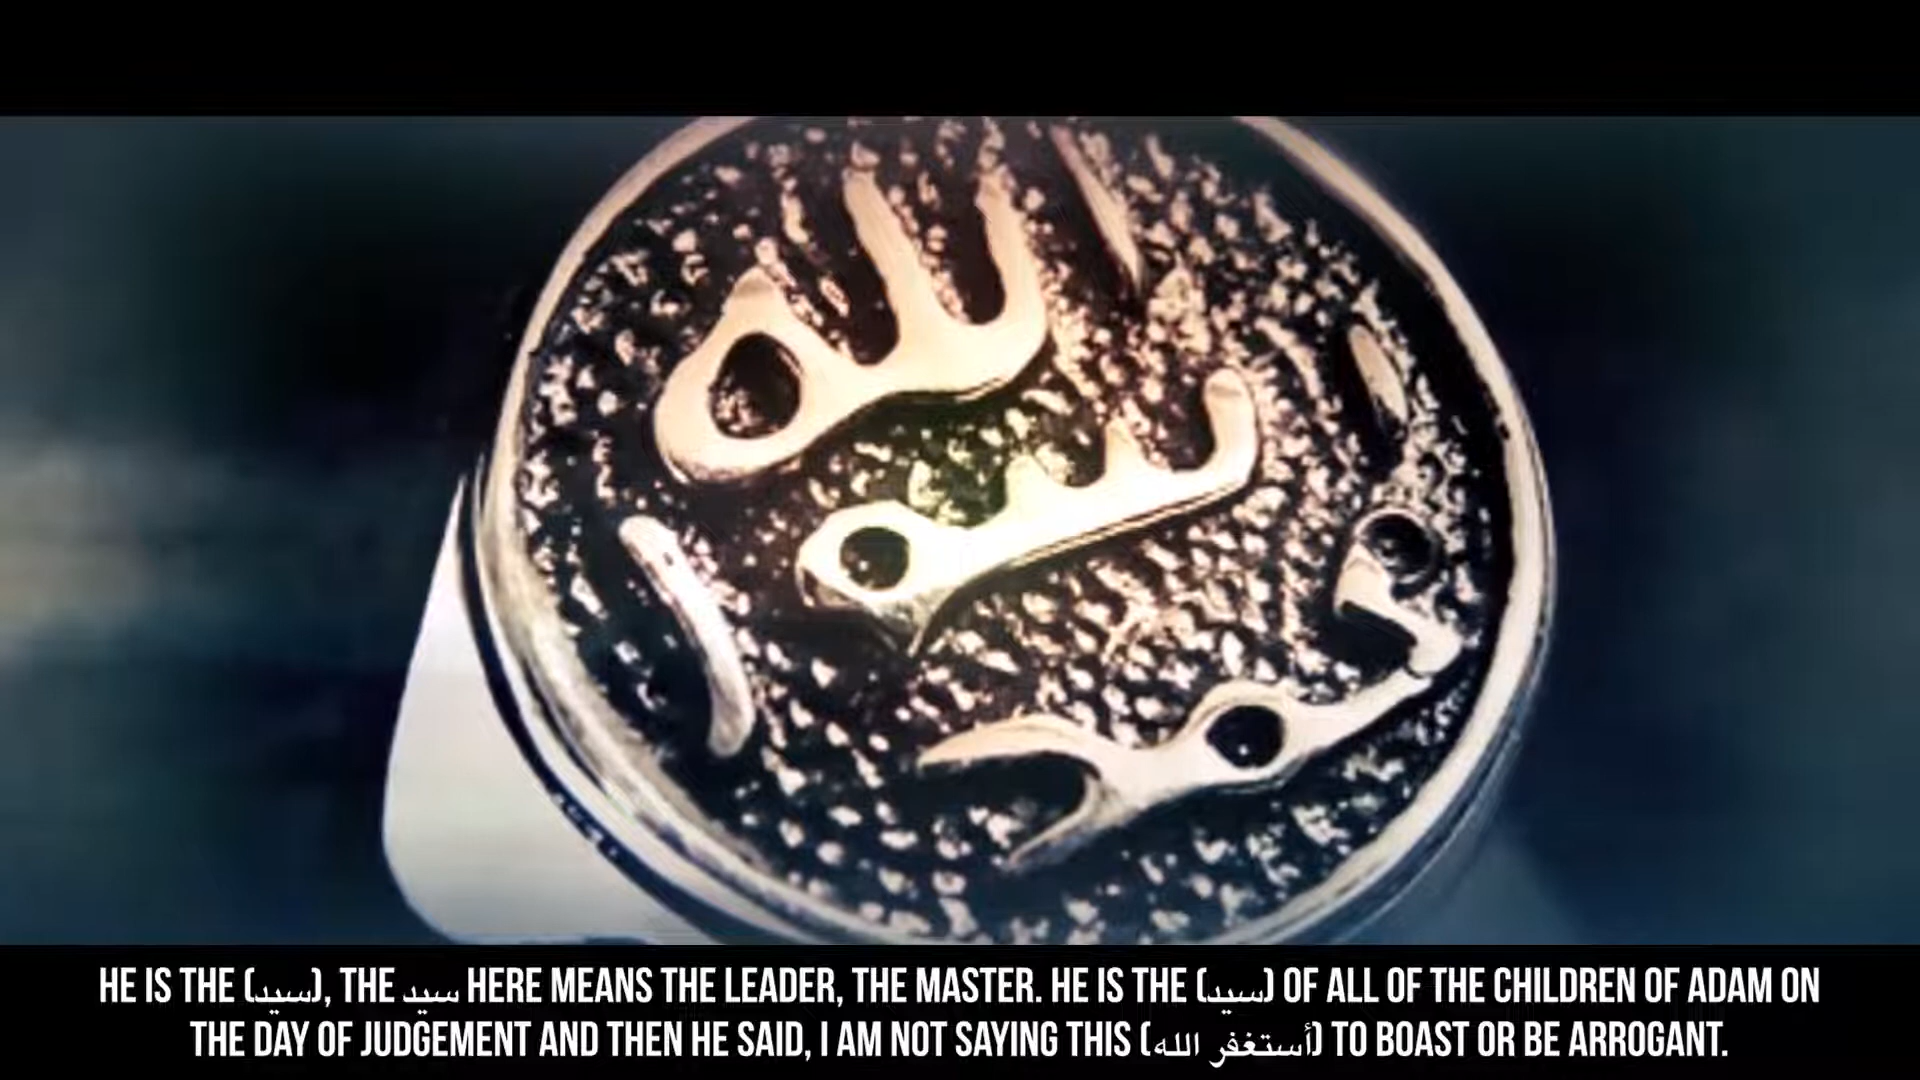 الله
رسول
محمد
HE IS THE (سيد), THE سيد HERE MEANS THE LEADER, THE MASTER. HE IS THE (سيد) OF ALL OF THE CHILDREN OF ADAM ON
THE DAY OF JUDGEMENT AND THEN HE SAID, I AM NOT SAYING THIS (أستغفر الله) TO BOAST OR BE ARROGANT.